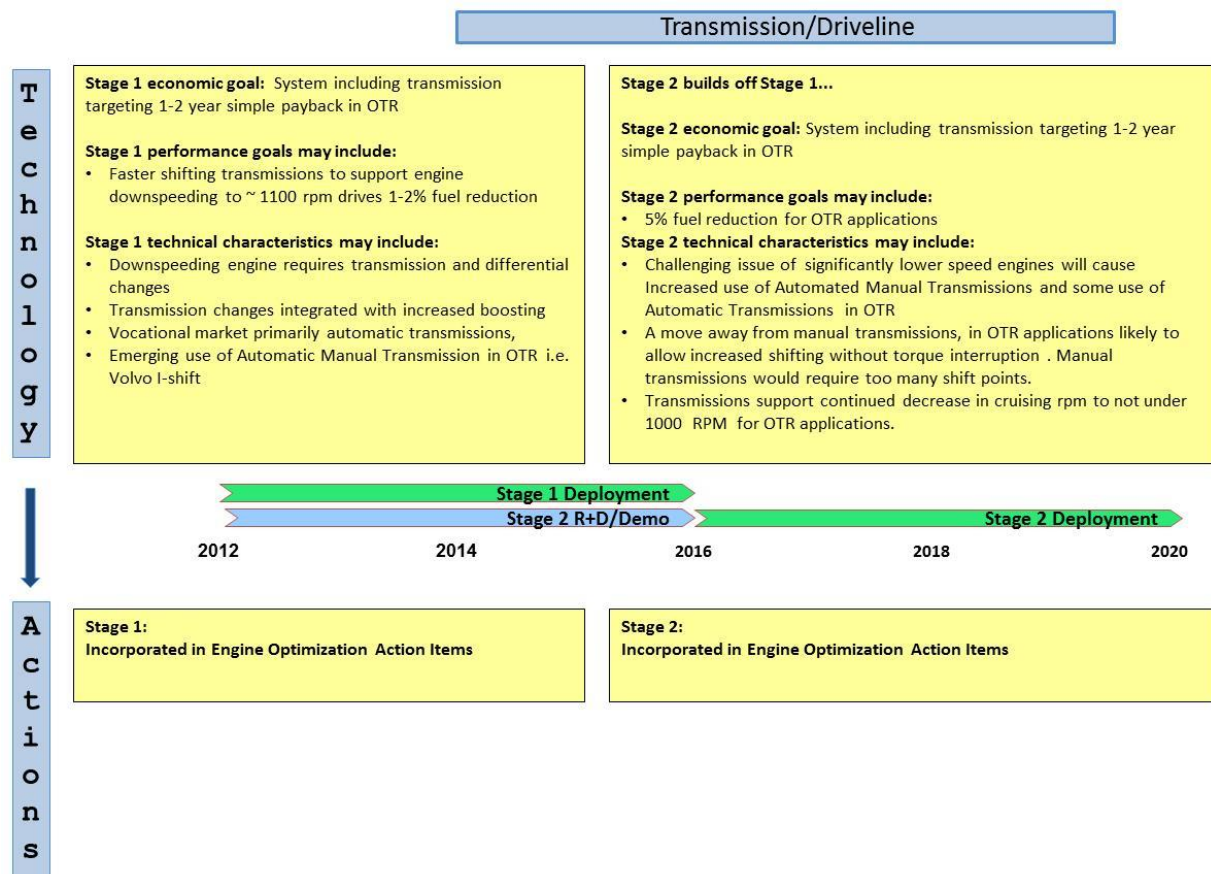 Transmission/Driveline
Technology
Stage 1 economic goal: System including transmission
targeting 1-2 year simple payback in OTR
Stage 1 performance goals may include:
• Faster shifting transmissions to support engine
downspeeding to ~ 1100 rpm drives 1-2% fuel reduction
Stage 1 technical characteristics may include:
• Downspeeding engine requires transmission and differential
changes
• Transmission changes integrated with increased boosting
• Vocational market primarily automatic transmissions,
• Emerging use of Automatic Manual Transmission in OTR i.e.
Volvo I-shift
Stage 2 builds off Stage 1...
Stage 2 economic goal: System including transmission targeting 1-2 year
simple payback in OTR
Stage 2 performance goals may include:
• 5% fuel reduction for OTR applications
Stage 2 technical characteristics may include:
• Challenging issue of significantly lower speed engines will cause
Increased use of Automated Manual Transmissions and some use of
Automatic Transmissions in OTR
• A move away from manual transmissions, in OTR applications likely to
allow increased shifting without torque interruption . Manual
transmissions would require too many shift points.
• Transmissions support continued decrease in cruising rpm to not under
1000 RPM for OTR applications.
Stage 1 Deployment
Stage 2 R+D/Demo
Stage 2 Deployment
2012 2014 2016 2018 2020
Actions
Stage 1:
Incorporated in Engine Optimization Action Items
Stage 2:
Incorporated in Engine Optimization Action Items